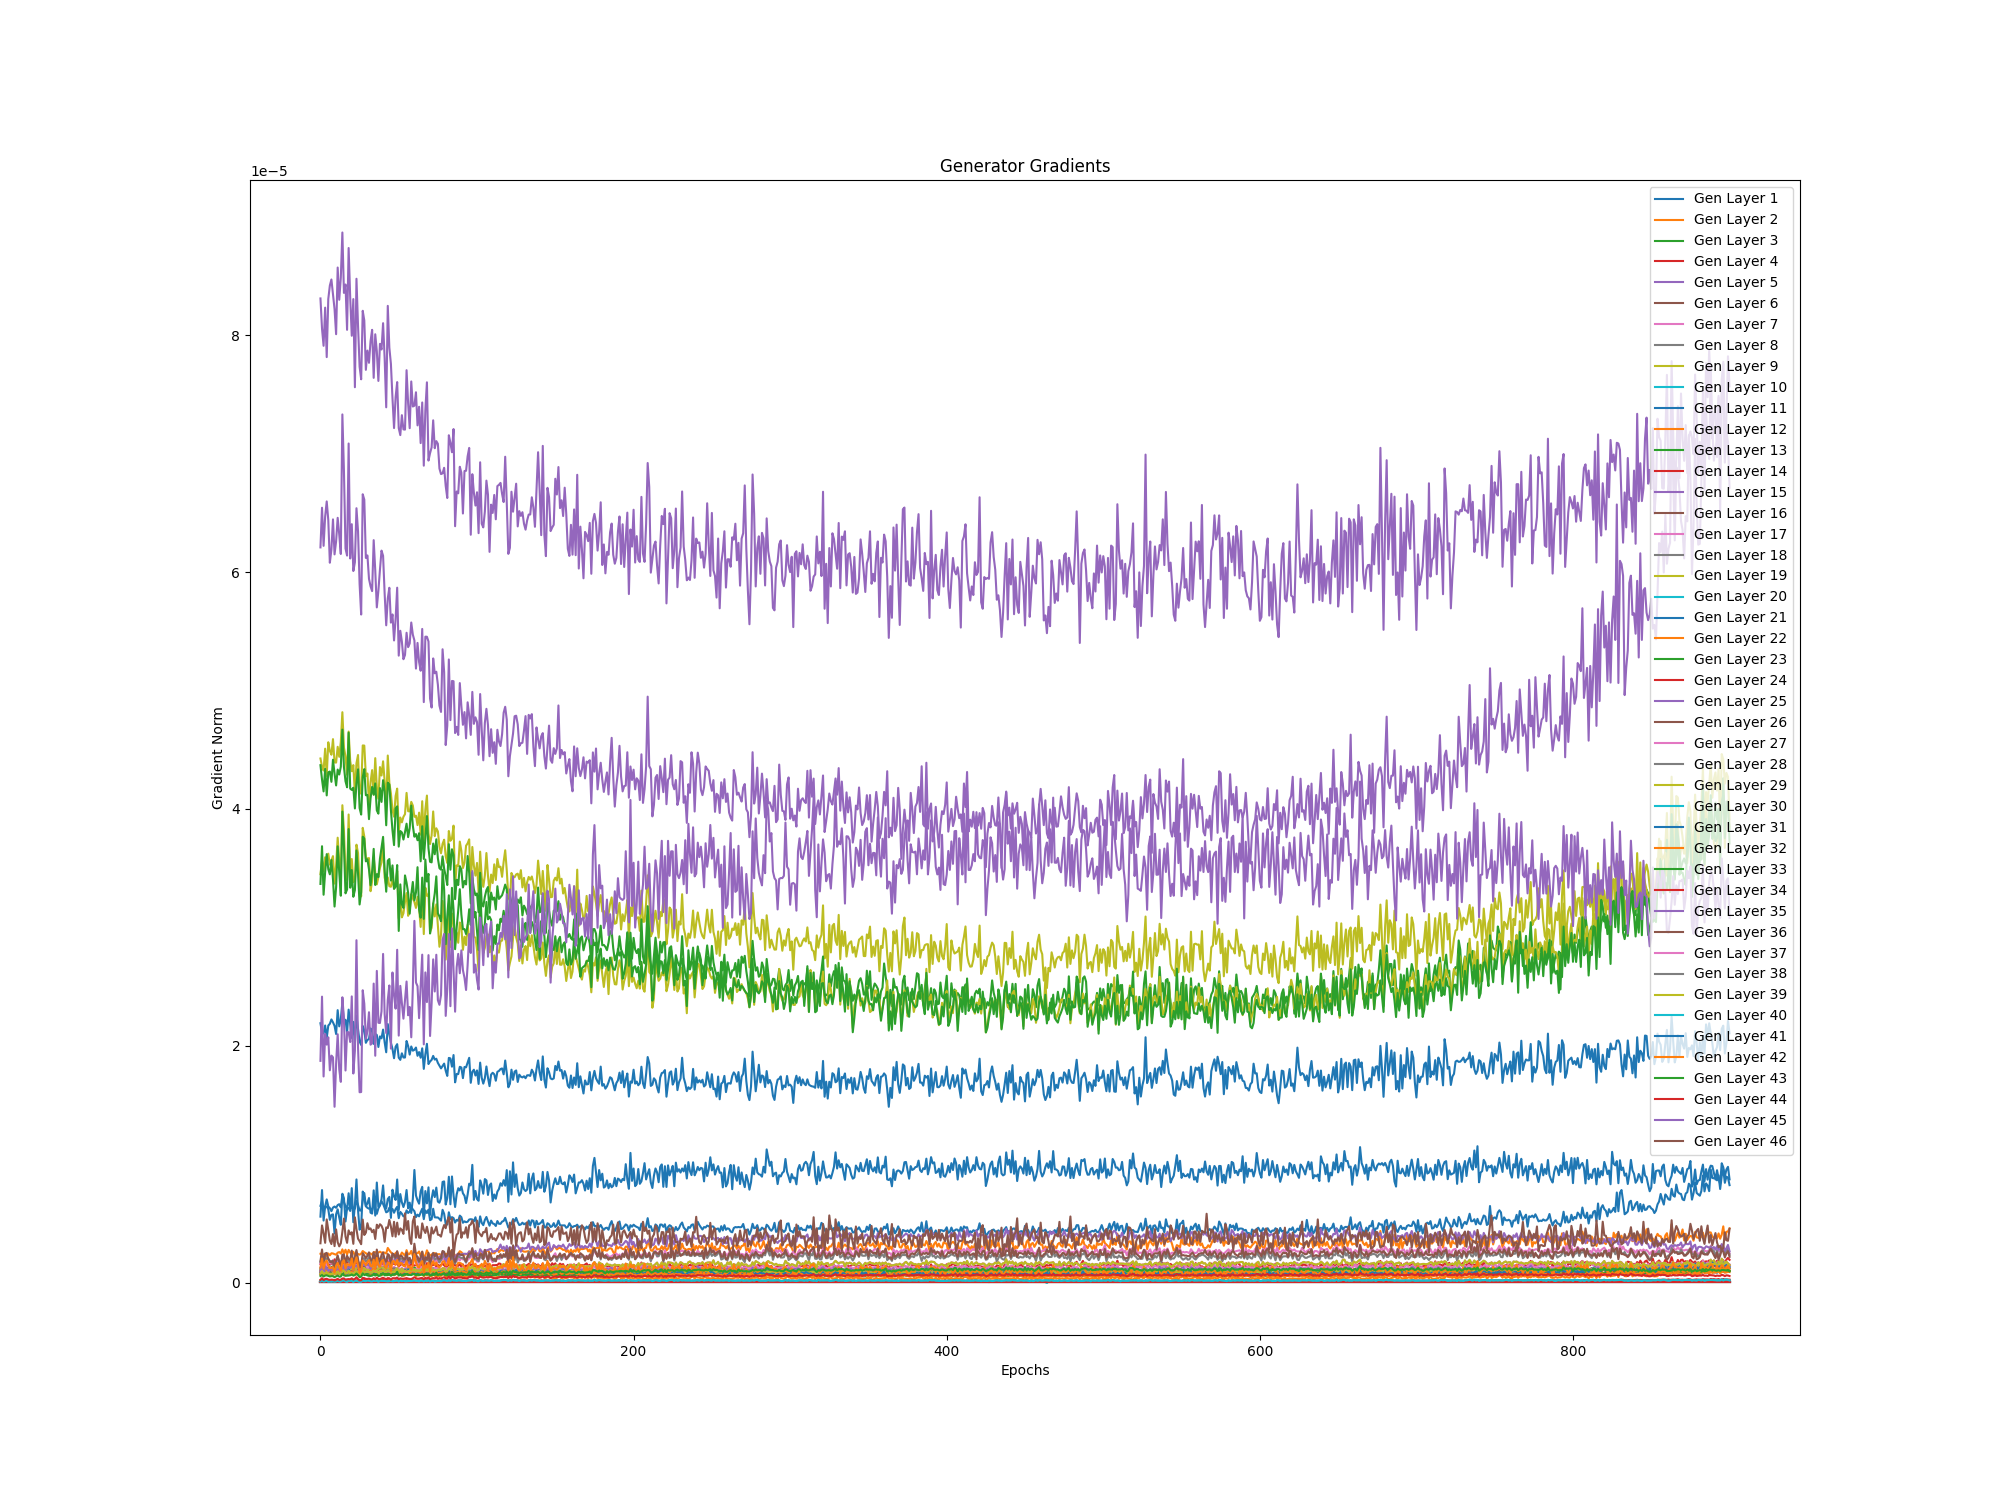 Generator Gradients
1e−5
8
6
4
2
0
Gradient Norm
0
200
400
600
800
Epochs
Gen Layer 1
Gen Layer 2
Gen Layer 3
Gen Layer 4
Gen Layer 5
Gen Layer 6
Gen Layer 7
Gen Layer 8
Gen Layer 9
Gen Layer 10
Gen Layer 11
Gen Layer 12
Gen Layer 13
Gen Layer 14
Gen Layer 15
Gen Layer 16
Gen Layer 17
Gen Layer 18
Gen Layer 19
Gen Layer 20
Gen Layer 21
Gen Layer 22
Gen Layer 23
Gen Layer 24
Gen Layer 25
Gen Layer 26
Gen Layer 27
Gen Layer 28
Gen Layer 29
Gen Layer 30
Gen Layer 31
Gen Layer 32
Gen Layer 33
Gen Layer 34
Gen Layer 35
Gen Layer 36
Gen Layer 37
Gen Layer 38
Gen Layer 39
Gen Layer 40
Gen Layer 41
Gen Layer 42
Gen Layer 43
Gen Layer 44
Gen Layer 45
Gen Layer 46